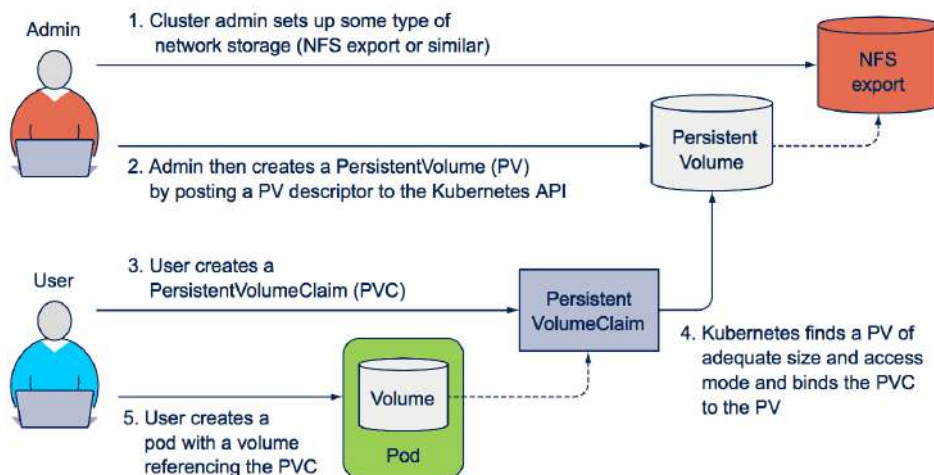 Admin
1. Cluster admin sets up some type of
network storage (NFS export or similar)
NFS
export
Persistent
Volume
2. Admin then creates a PersistentVolume (PV)
by posting a PV descriptor to the Kubernetes API
User
3. User creates a
PersistentVolumeClaim (PVC)
Persistent
VolumeClaim
4. Kubernetes finds a PV of
adequate size and access
mode and binds the PVC
to the PV
Volume
Pod
5. User creates a
pod with a volume
referencing the PVC